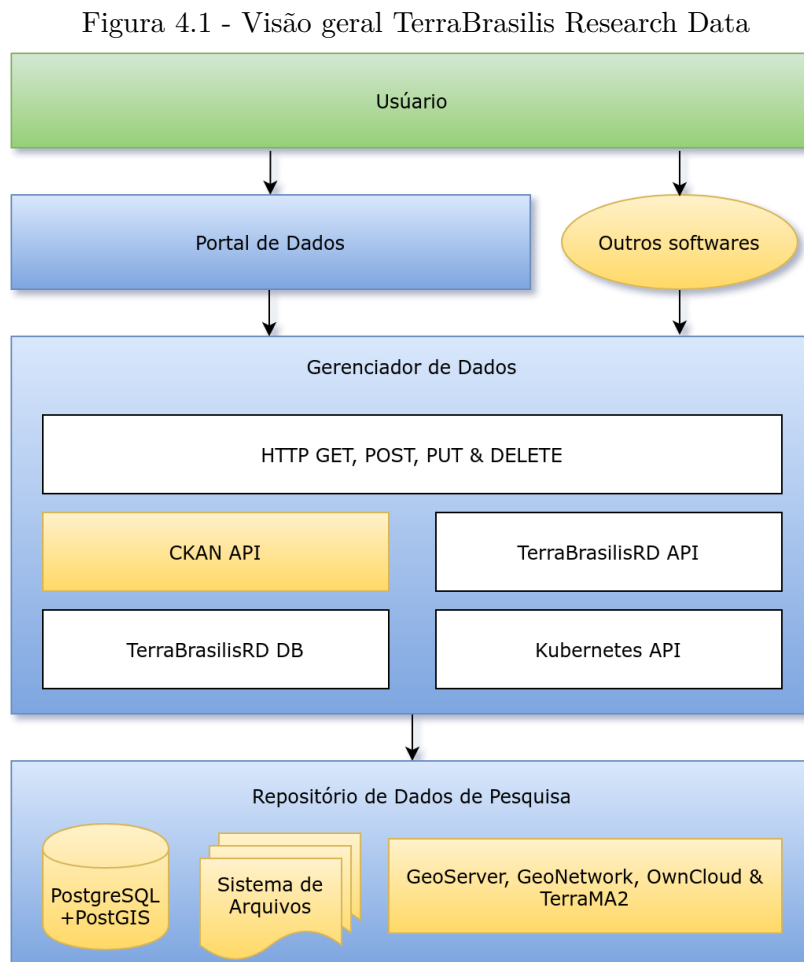 Figura 4.1 - Visão geral TerraBrasilis Research Data
Usúario
Portal de Dados
Outros softwares
Gerenciador de Dados
HTTP GET, POST, PUT & DELETE
CKAN API
TerraBrasilisRD API
TerraBrasilisRD DB
Kubernetes API
Repositório de Dados de Pesquisa
PostgreSQL
+PostGIS
Sistema de
Arquivos
GeoServer, GeoNetwork, OwnCloud &
TerraMA2